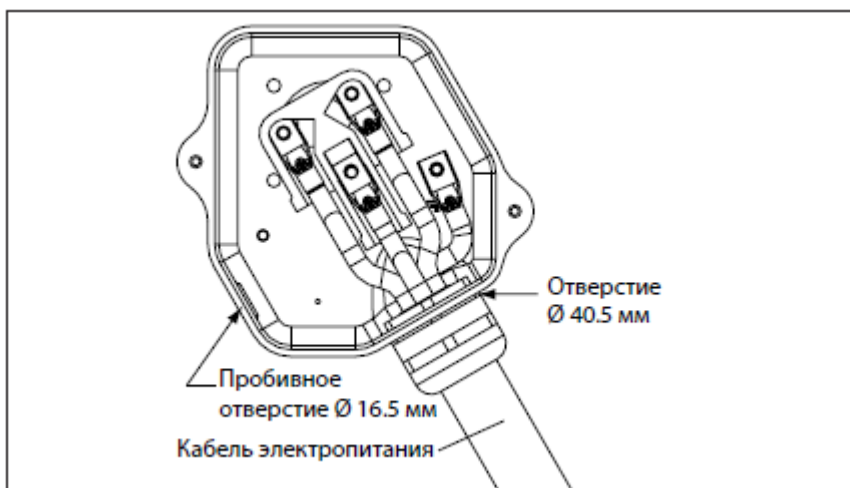 Отверстие
Ø 40.5 мм
Пробивное
отверстие Ø 16.5 мм
Кабель электропитания